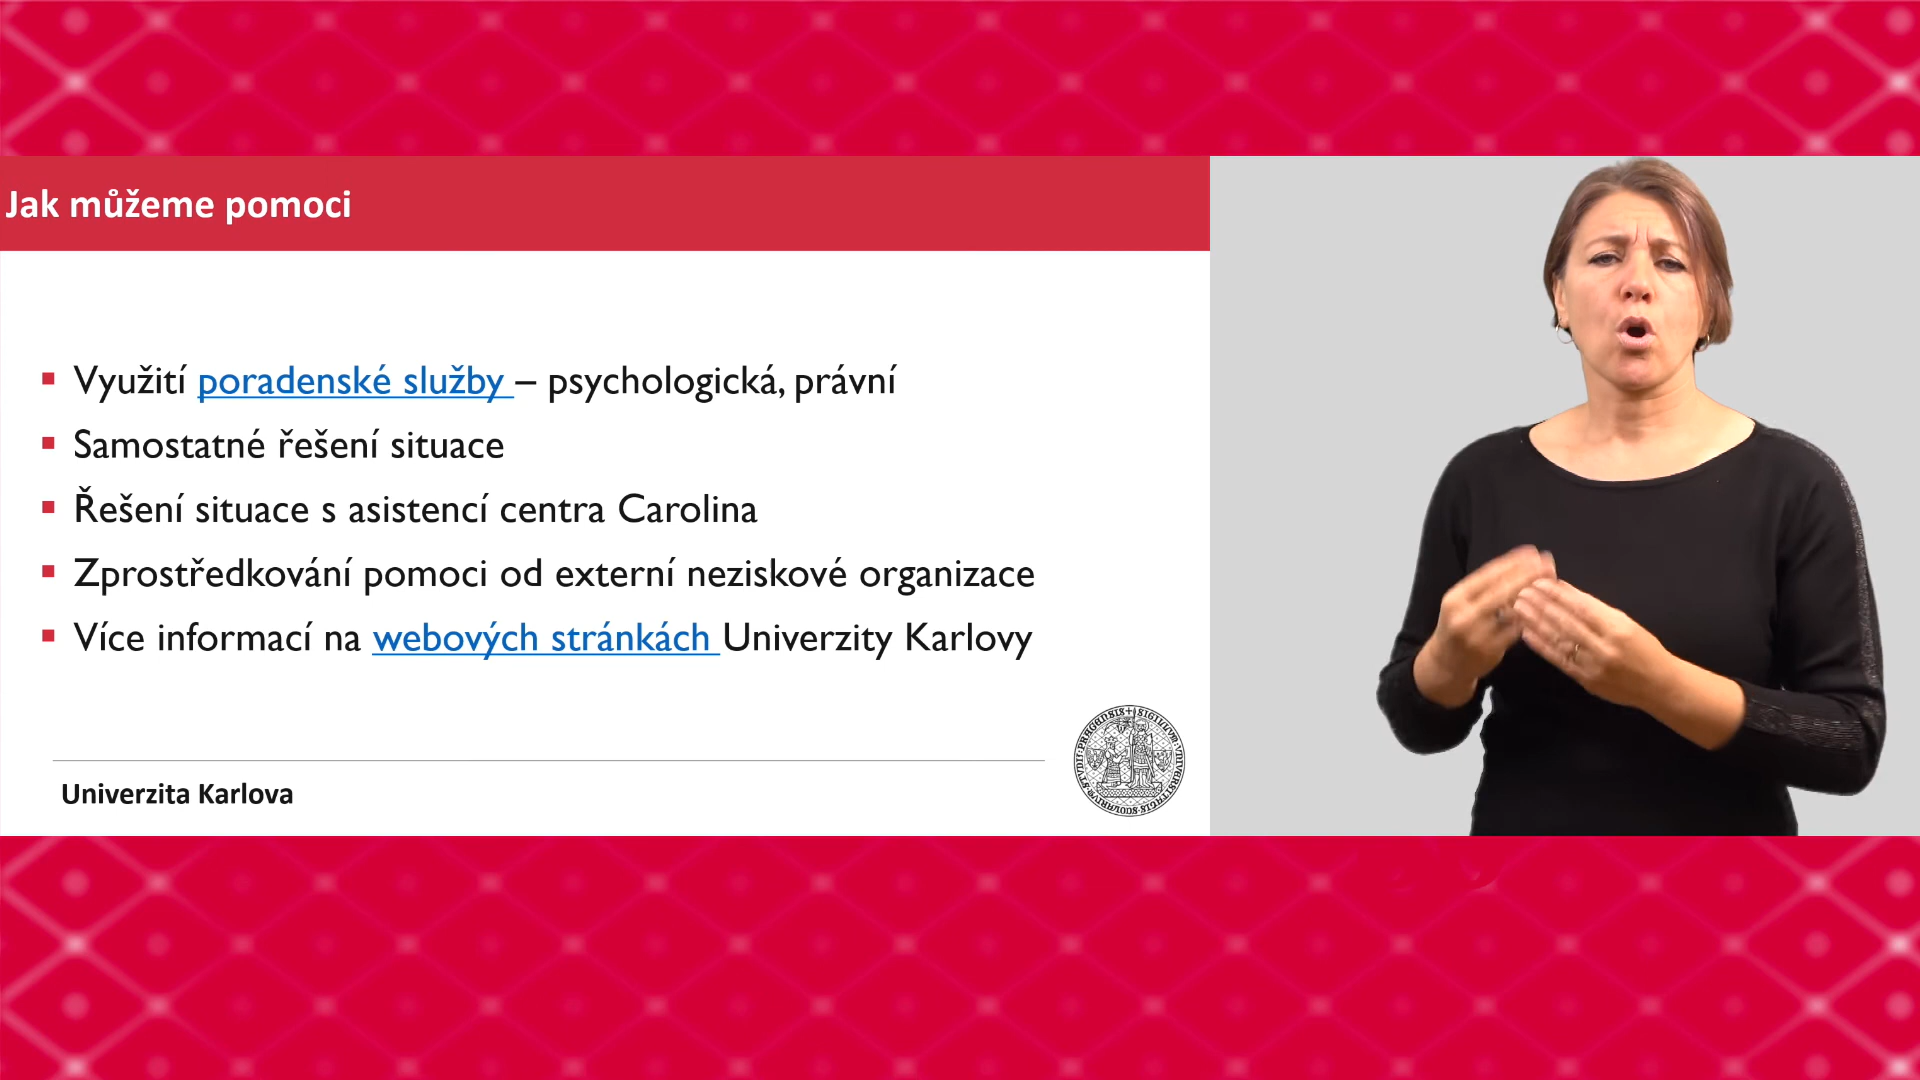 Jak můžeme pomoci
Využití poradenské služby – psychologická, právní
Samostatné řešení situace
Řešení situace s asistencí centra Carolina
Zprostředkování pomoci od externí neziskové organizace
Více informací na webových stránkách Univerzity Karlovy
Univerzita Karlova